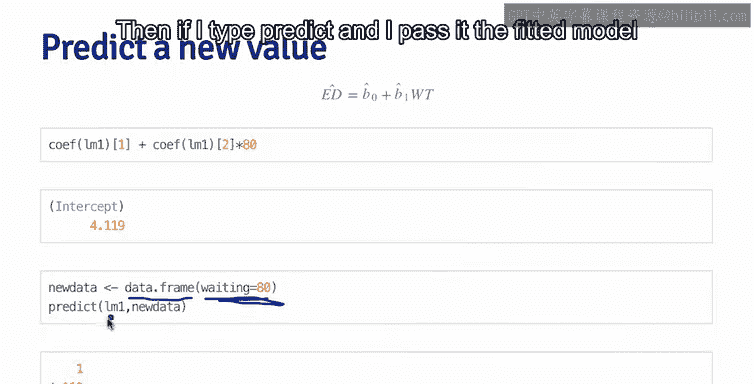 Then if I type predict and I pass it the fitted model
Predict a new value
ED̂ = b̂₀ + b̂₁WT
coef(lm1)[1] + coef(lm1)[2]*80
(Intercept)
4.119
newdata <- data.frame(waiting=80)
predict(lm1,newdata)
1